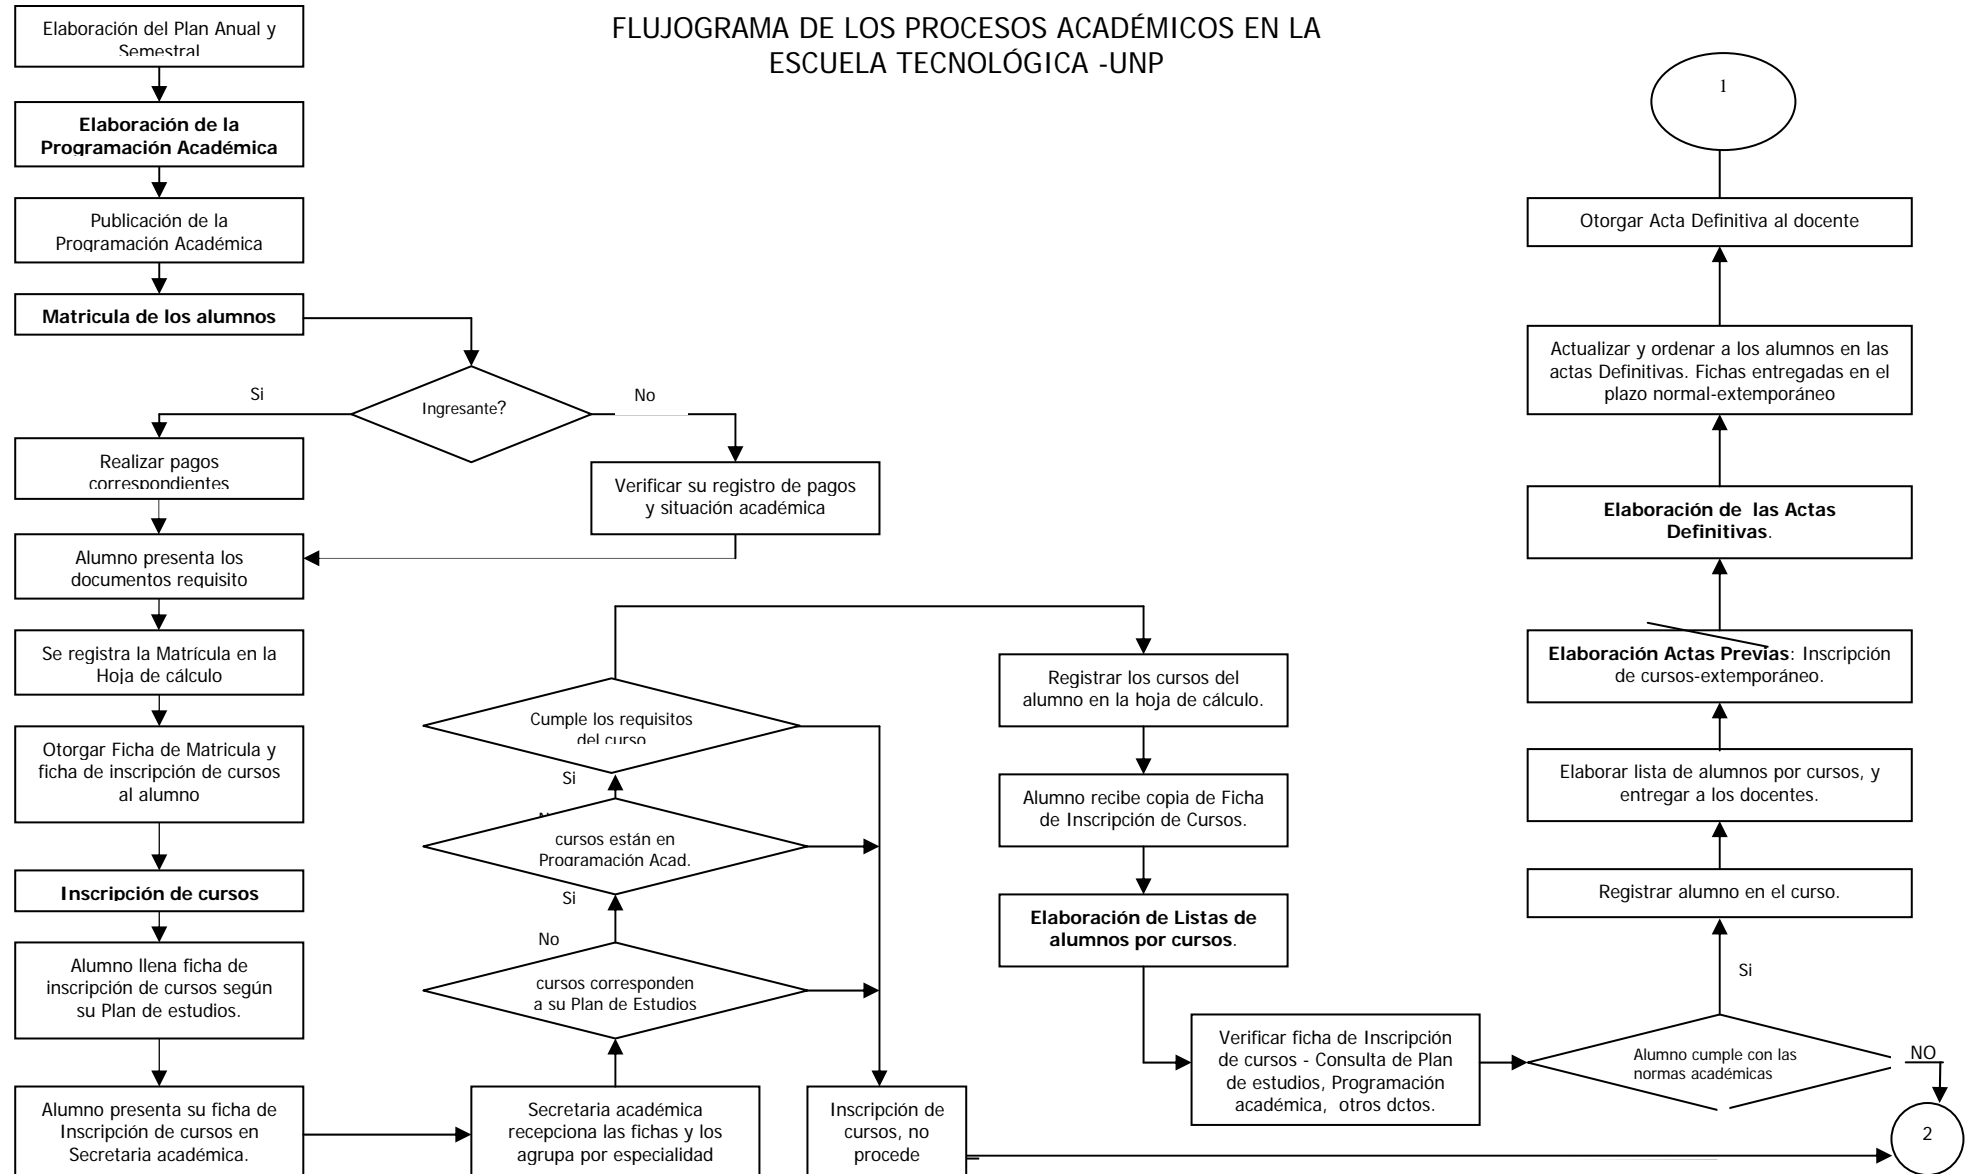 FLUJOGRAMA DE LOS PROCESOS ACADÉMICOS EN LA
ESCUELA TECNOLÓGICA -UNP
Elaboración del Plan Anual y
Semestral
Elaboración de la
Programación Académica
Publicación de la
Programación Académica
Matricula de los alumnos
Ingresante?
Si
No
Realizar pagos
correspondientes
Verificar su registro de pagos
y situación académica
Alumno presenta los
documentos requisito
Se registra la Matrícula en la
Hoja de cálculo
Otorgar Ficha de Matricula y
ficha de inscripción de cursos
al alumno
Inscripción de cursos
Alumno llena ficha de
inscripción de cursos según
su Plan de estudios.
Alumno presenta su ficha de
Inscripción de cursos en
Secretaria académica.
Secretaria académica
recepciona las fichas y los
agrupa por especialidad
cursos corresponden
a su Plan de Estudios
No
Si
cursos están en
Programación Acad.
Si
Cumple los requisitos
del curso
Inscripción de
cursos, no
procede
Registrar los cursos del
alumno en la hoja de cálculo.
Alumno recibe copia de Ficha
de Inscripción de Cursos.
Elaboración de Listas de
alumnos por cursos.
Verificar ficha de Inscripción
de cursos - Consulta de Plan
de estudios, Programación
académica, otros dctos.
Alumno cumple con las
normas académicas
NO
2
Si
Registrar alumno en el curso.
Elaborar lista de alumnos por cursos, y
entregar a los docentes.
Elaboración Actas Previas: Inscripción
de cursos-extemporáneo.
Elaboración de las Actas
Definitivas.
Actualizar y ordenar a los alumnos en las
actas Definitivas. Fichas entregadas en el
plazo normal-extemporáneo
Otorgar Acta Definitiva al docente
1